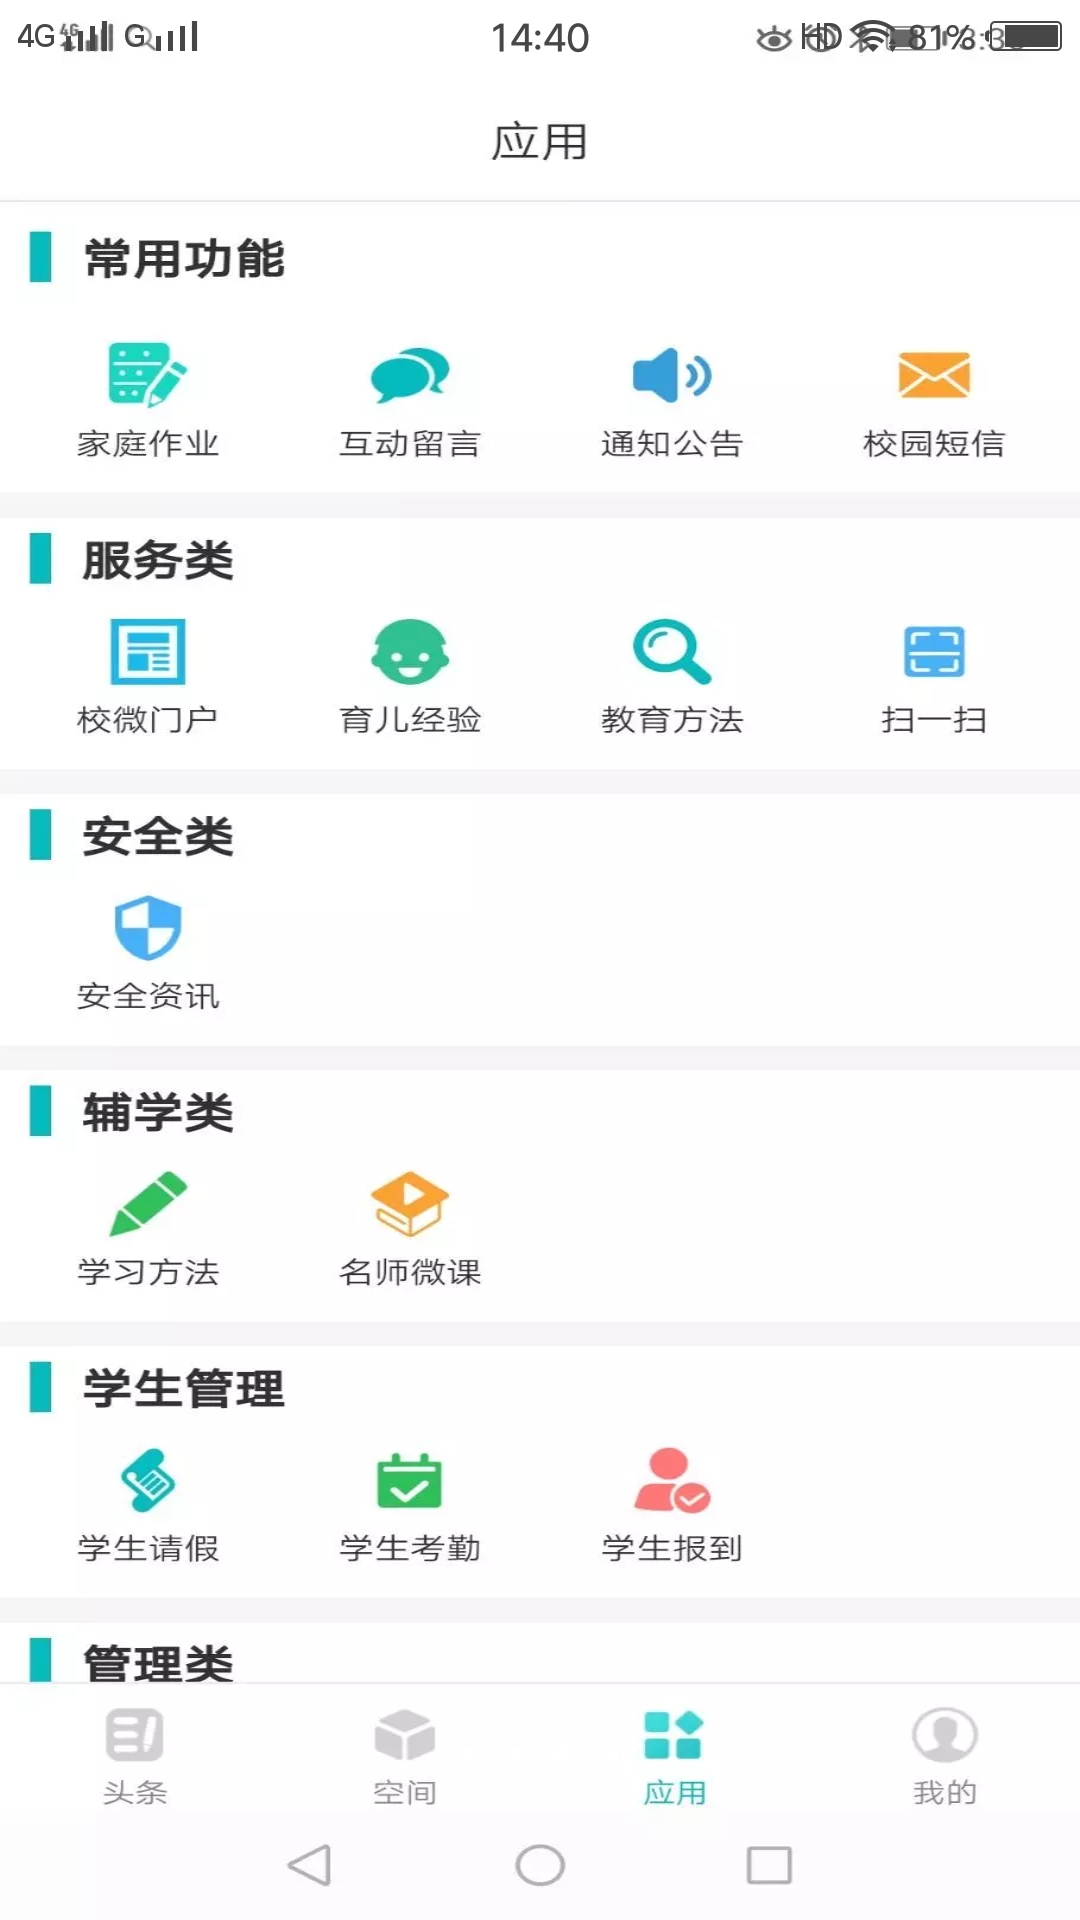 4G G 14:40 HD 81%
应用
常用功能
家庭作业 互动留言 通知公告 校园短信
服务类
校微门户 育儿经验 教育方法 扫一扫
安全类
安全资讯
辅学类
学习方法 名师微课
学生管理
学生请假 学生考勤 学生报到
管理类
头条 空间 应用 我的